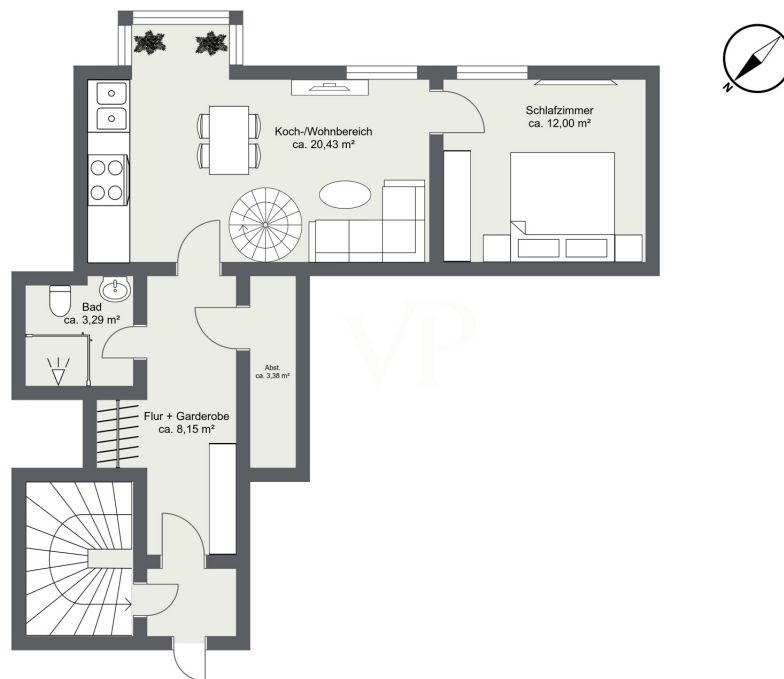 N
Schlafzimmer
ca. 12,00 m²
Koch-/Wohnbereich
ca. 20,43 m²
Bad
ca. 3,29 m²
VP
Abst.
ca. 3,38 m²
Flur + Garderobe
ca. 8,15 m²